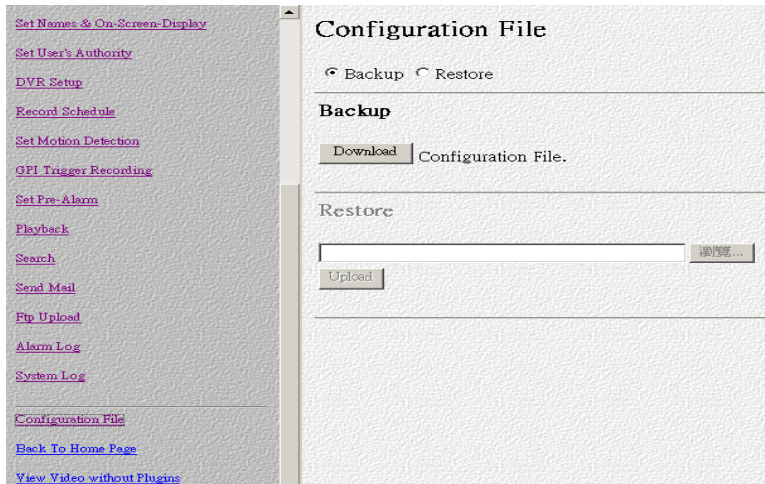 Set Names & On-Screen-Display
Set User's Authority
DVR Setup
Record Schedule
Set Motion Detection
GPI Trigger Recording
Set Pre-Alarm
Playback
Search
Send Mail
Ftp Upload
Alarm Log
System Log
Configuration File
Back To Home Page
View Video without Plugins
Configuration File
Backup Restore
Backup
Download Configuration File.
Restore
瀏覽...
Upload